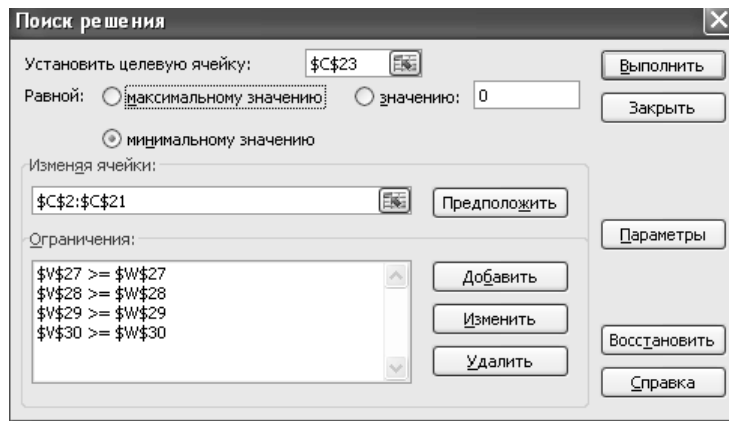 Поиск решения
Установить целевую ячейку: $C$23 Выполнить
Равной: максимальному значению значению: 0 Закрыть
минимальному значению
Изменяя ячейки:
$C$2:$C$21 Предположить
Ограничения: Параметры
$V$27 >= $W$27 Добавить
$V$28 >= $W$28
$V$29 >= $W$29 Изменить
$V$30 >= $W$30
Восстановить
Удалить
Справка